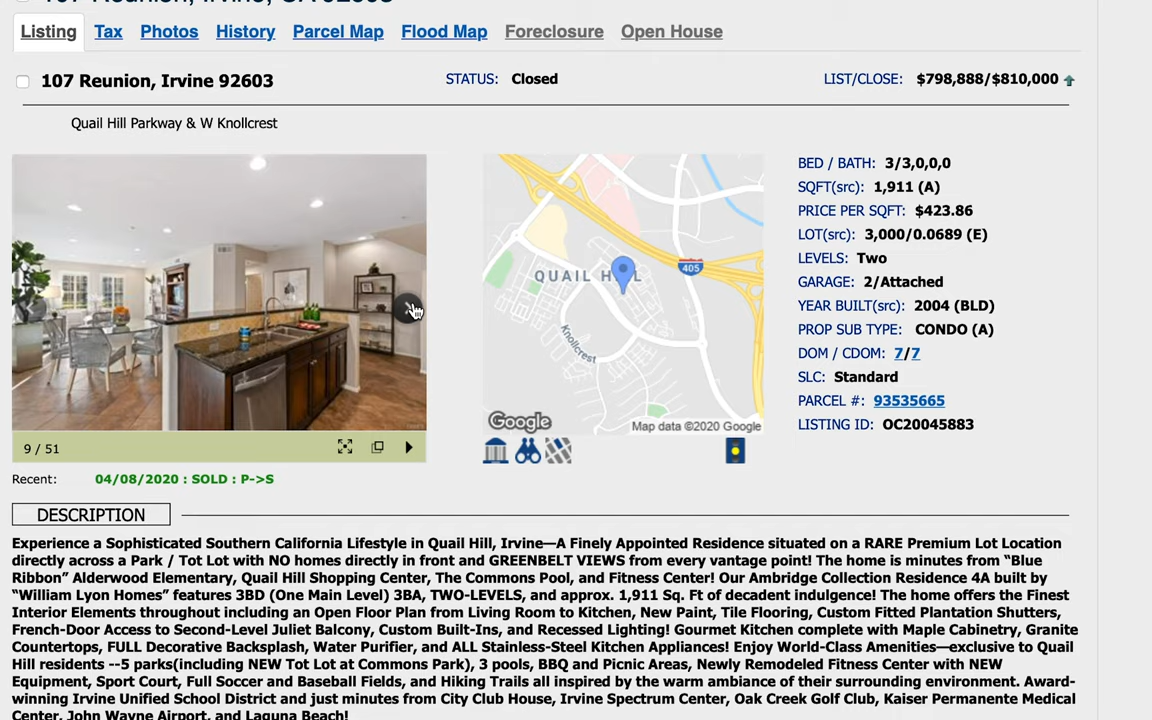 Listing Tax Photos History Parcel Map Flood Map Foreclosure Open House
107 Reunion, Irvine 92603
STATUS: Closed
LIST/CLOSE: $798,888/$810,000
Quail Hill Parkway & W Knollcrest
BED / BATH: 3/3,0,0,0
SQFT(src): 1,911 (A)
PRICE PER SQFT: $423.86
LOT(src): 3,000/0.0689 (E)
LEVELS: Two
GARAGE: 2/Attached
YEAR BUILT(src): 2004 (BLD)
PROP SUB TYPE: CONDO (A)
DOM / CDOM: 7/7
SLC: Standard
PARCEL #: 93535665
LISTING ID: OC20045883
QUAIL H L
405
Knollcrest
Google
Map data ©2020 Google
9 / 51
Recent: 04/08/2020 : SOLD : P->S
DESCRIPTION
Experience a Sophisticated Southern California Lifestyle in Quail Hill, Irvine—A Finely Appointed Residence situated on a RARE Premium Lot Location
directly across a Park / Tot Lot with NO homes directly in front and GREENBELT VIEWS from every vantage point! The home is minutes from "Blue
Ribbon" Alderwood Elementary, Quail Hill Shopping Center, The Commons Pool, and Fitness Center! Our Ambridge Collection Residence 4A built by
"William Lyon Homes" features 3BD (One Main Level) 3BA, TWO-LEVELS, and approx. 1,911 Sq. Ft of decadent indulgence! The home offers the Finest
Interior Elements throughout including an Open Floor Plan from Living Room to Kitchen, New Paint, Tile Flooring, Custom Fitted Plantation Shutters,
French-Door Access to Second-Level Juliet Balcony, Custom Built-Ins, and Recessed Lighting! Gourmet Kitchen complete with Maple Cabinetry, Granite
Countertops, FULL Decorative Backsplash, Water Purifier, and ALL Stainless-Steel Kitchen Appliances! Enjoy World-Class Amenities—exclusive to Quail
Hill residents --5 parks(including NEW Tot Lot at Commons Park), 3 pools, BBQ and Picnic Areas, Newly Remodeled Fitness Center with NEW
Equipment, Sport Court, Full Soccer and Baseball Fields, and Hiking Trails all inspired by the warm ambiance of their surrounding environment. Award-
winning Irvine Unified School District and just minutes from City Club House, Irvine Spectrum Center, Oak Creek Golf Club, Kaiser Permanente Medical
Center, John Wayne Airport, and Laguna Beach!